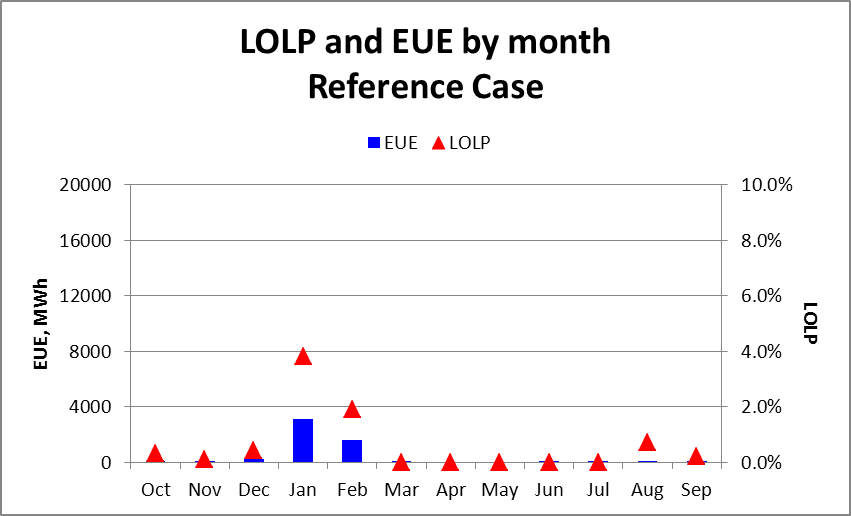 LOLP and EUE by month
Reference Case
EUE LOLP
20000 10.0%
16000 8.0%
12000 6.0%
8000 4.0%
4000 2.0%
0 0.0%
EUE, MWh
LOLP
Oct Nov Dec Jan Feb Mar Apr May Jun Jul Aug Sep